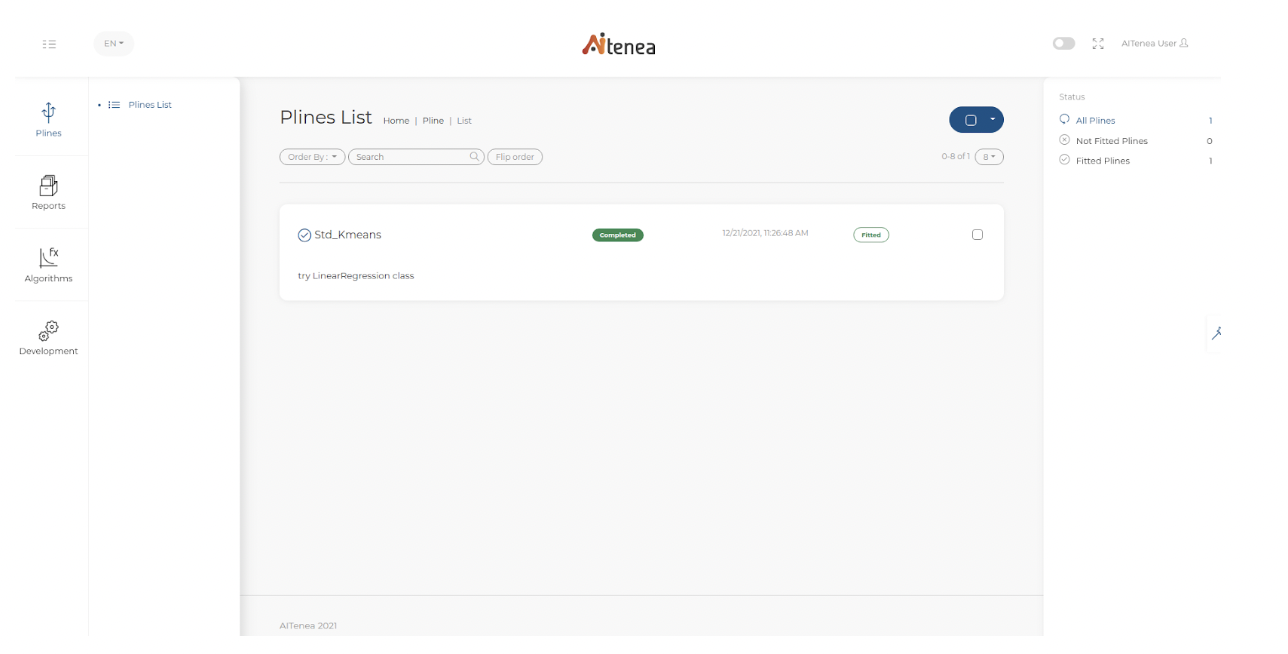 EN
AItenea
AITenea User
Plines
Reports
fx
Algorithms
Development
Plines List
Plines List
Home | Pline | List
Order By :
Search
Flip order
0-8 of 1
8
Std_Kmeans
Completed
12/21/2021, 11:26:48 AM
Fitted
try LinearRegression class
Status
All Plines 1
Not Fitted Plines 0
Fitted Plines 1
AITenea 2021